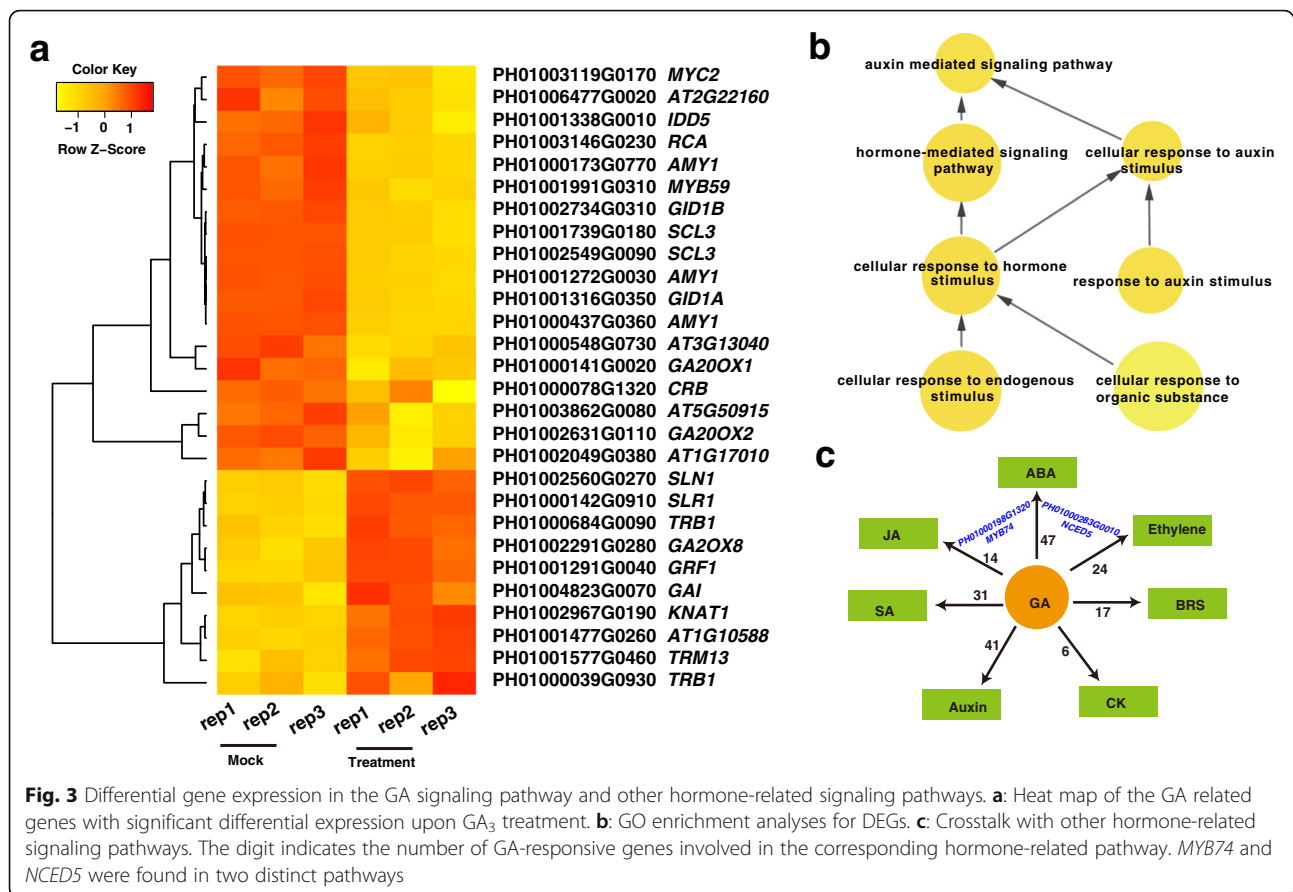 a
Color Key
−1 0 1
Row Z−Score
PH01003119G0170 MYC2
PH01006477G0020 AT2G22160
PH01001338G0010 IDD5
PH01003146G0230 RCA
PH01000173G0770 AMY1
PH01001991G0310 MYB59
PH01002734G0310 GID1B
PH01001739G0180 SCL3
PH01002549G0090 SCL3
PH01001272G0030 AMY1
PH01001316G0350 GID1A
PH01000437G0360 AMY1
PH01000548G0730 AT3G13040
PH01000141G0020 GA20OX1
PH01000078G1320 CRB
PH01003862G0080 AT5G50915
PH01002631G0110 GA20OX2
PH01002049G0380 AT1G17010
PH01002560G0270 SLN1
PH01000142G0910 SLR1
PH01000684G0090 TRB1
PH01002291G0280 GA2OX8
PH01001291G0040 GRF1
PH01004823G0070 GAI
PH01002967G0190 KNAT1
PH01001477G0260 AT1G10588
PH01001577G0460 TRM13
PH01000039G0930 TRB1
rep1 rep2 rep3 rep1 rep2 rep3
Mock Treatment
b
auxin mediated signaling pathway
hormone-mediated signaling
pathway
cellular response to auxin
stimulus
cellular response to hormone
stimulus
response to auxin stimulus
cellular response to endogenous
stimulus
cellular response to
organic substance
c
ABA
PH01000198G1320
MYB74
PH01000283G0010
NCED5
JA
Ethylene
14
47
24
SA
31
GA
17
BRS
41
6
Auxin
CK
Fig. 3 Differential gene expression in the GA signaling pathway and other hormone-related signaling pathways. a: Heat map of the GA related
genes with significant differential expression upon GA₃ treatment. b: GO enrichment analyses for DEGs. c: Crosstalk with other hormone-related
signaling pathways. The digit indicates the number of GA-responsive genes involved in the corresponding hormone-related pathway. MYB74 and
NCED5 were found in two distinct pathways